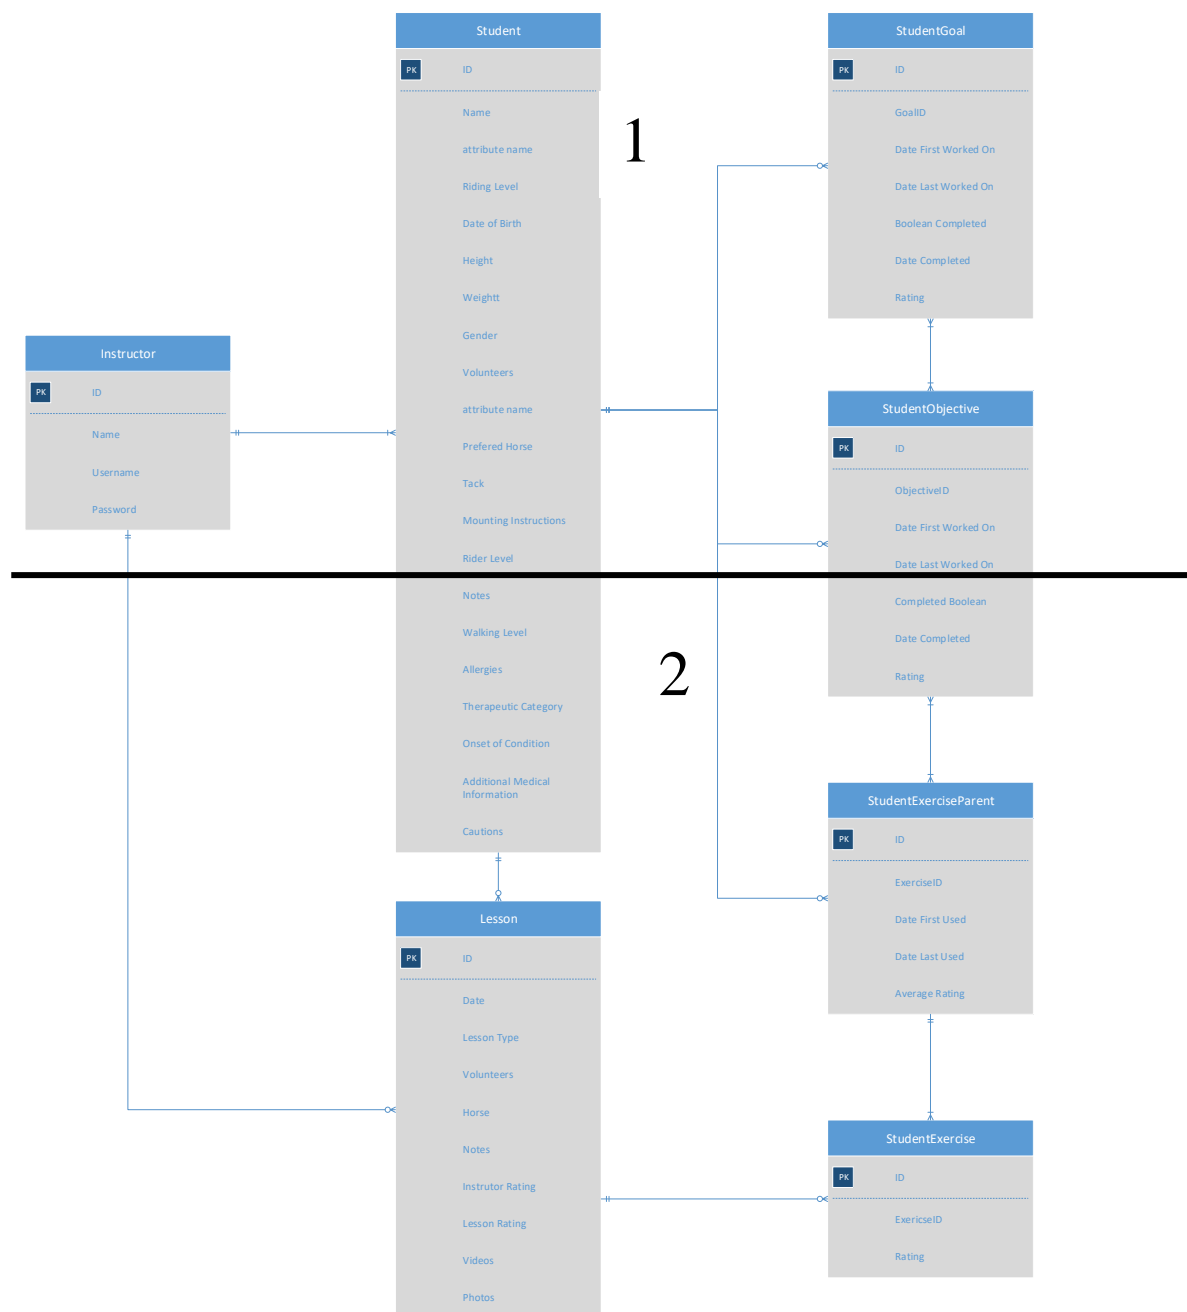 Student
PK
ID
Name
attribute name
Riding Level
Date of Birth
Height
Weightt
Gender
Volunteers
attribute name
Prefered Horse
Tack
Mounting Instructions
Rider Level
Notes
Walking Level
Allergies
Therapeutic Category
Onset of Condition
Additional Medical
Information
Cautions
1
StudentGoal
PK
ID
GoalID
Date First Worked On
Date Last Worked On
Boolean Completed
Date Completed
Rating
Instructor
PK
ID
Name
Username
Password
StudentObjective
PK
ID
ObjectiveID
Date First Worked On
Date Last Worked On
Completed Boolean
Date Completed
Rating
2
StudentExerciseParent
PK
ID
ExerciseID
Date First Used
Date Last Used
Average Rating
Lesson
PK
ID
Date
Lesson Type
Volunteers
Horse
Notes
Instrutor Rating
Lesson Rating
Videos
Photos
StudentExercise
PK
ID
ExericseID
Rating